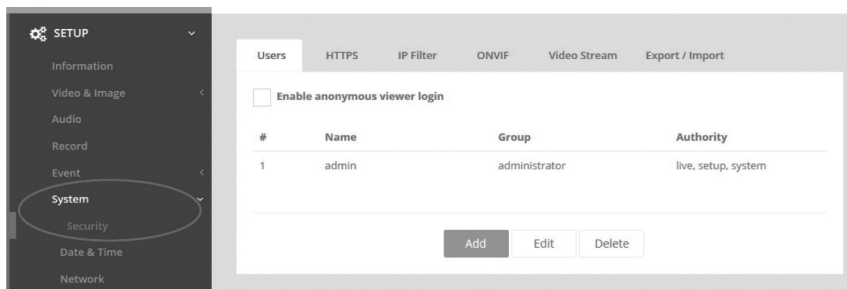 SETUP
Information
Video & Image
Audio
Record
Event
System
Security
Date & Time
Network
Users HTTPS IP Filter ONVIF Video Stream Export / Import
Enable anonymous viewer login
# Name Group Authority
1 admin administrator live, setup, system
Add Edit Delete